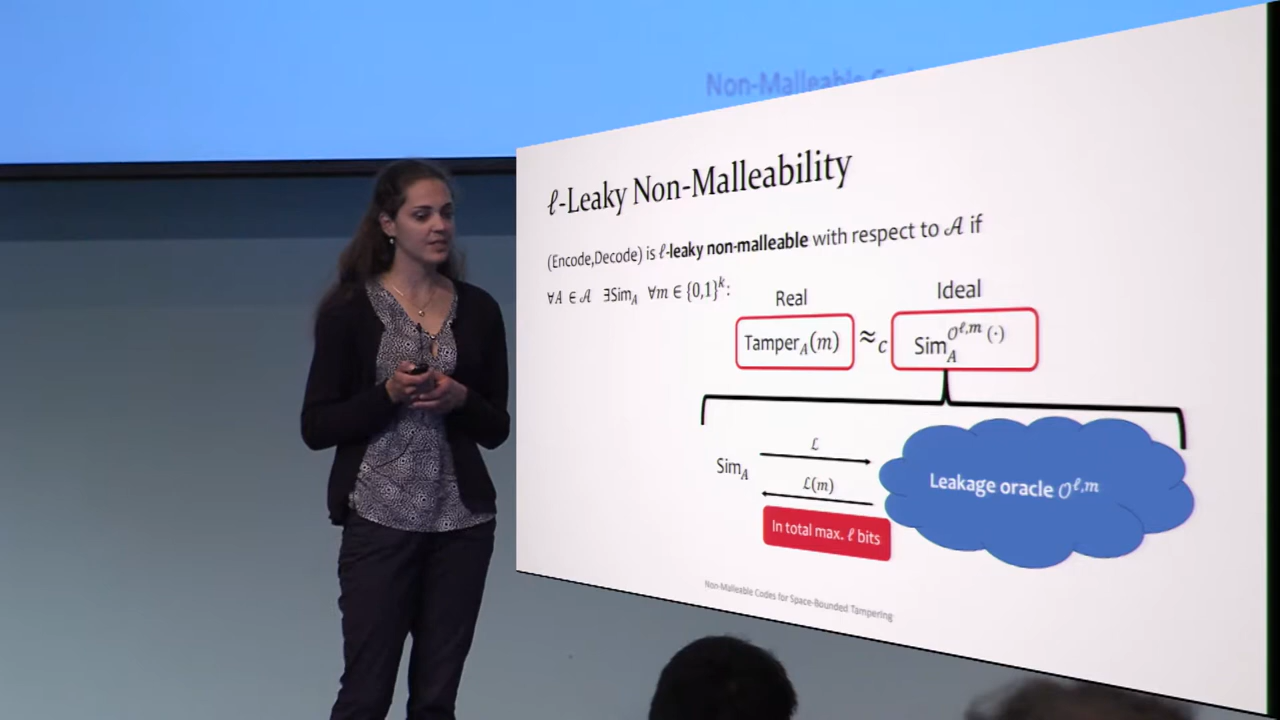 Non-Malleable
ℓ-Leaky Non-Malleability
(Encode,Decode) is ℓ-leaky non-malleable with respect to 𝒜 if
∀A ∈ 𝒜 ∃Sim_A ∀m ∈ {0,1}^k:
Real
Ideal
Tamper_A(m) ≈_c Sim_A^{𝒪^{ℓ,m}(·)}
ℒ
Sim_A
ℒ(m)
Leakage oracle 𝒪^{ℓ,m}
In total max. ℓ bits
Non-Malleable Codes for Space-Bounded Tampering